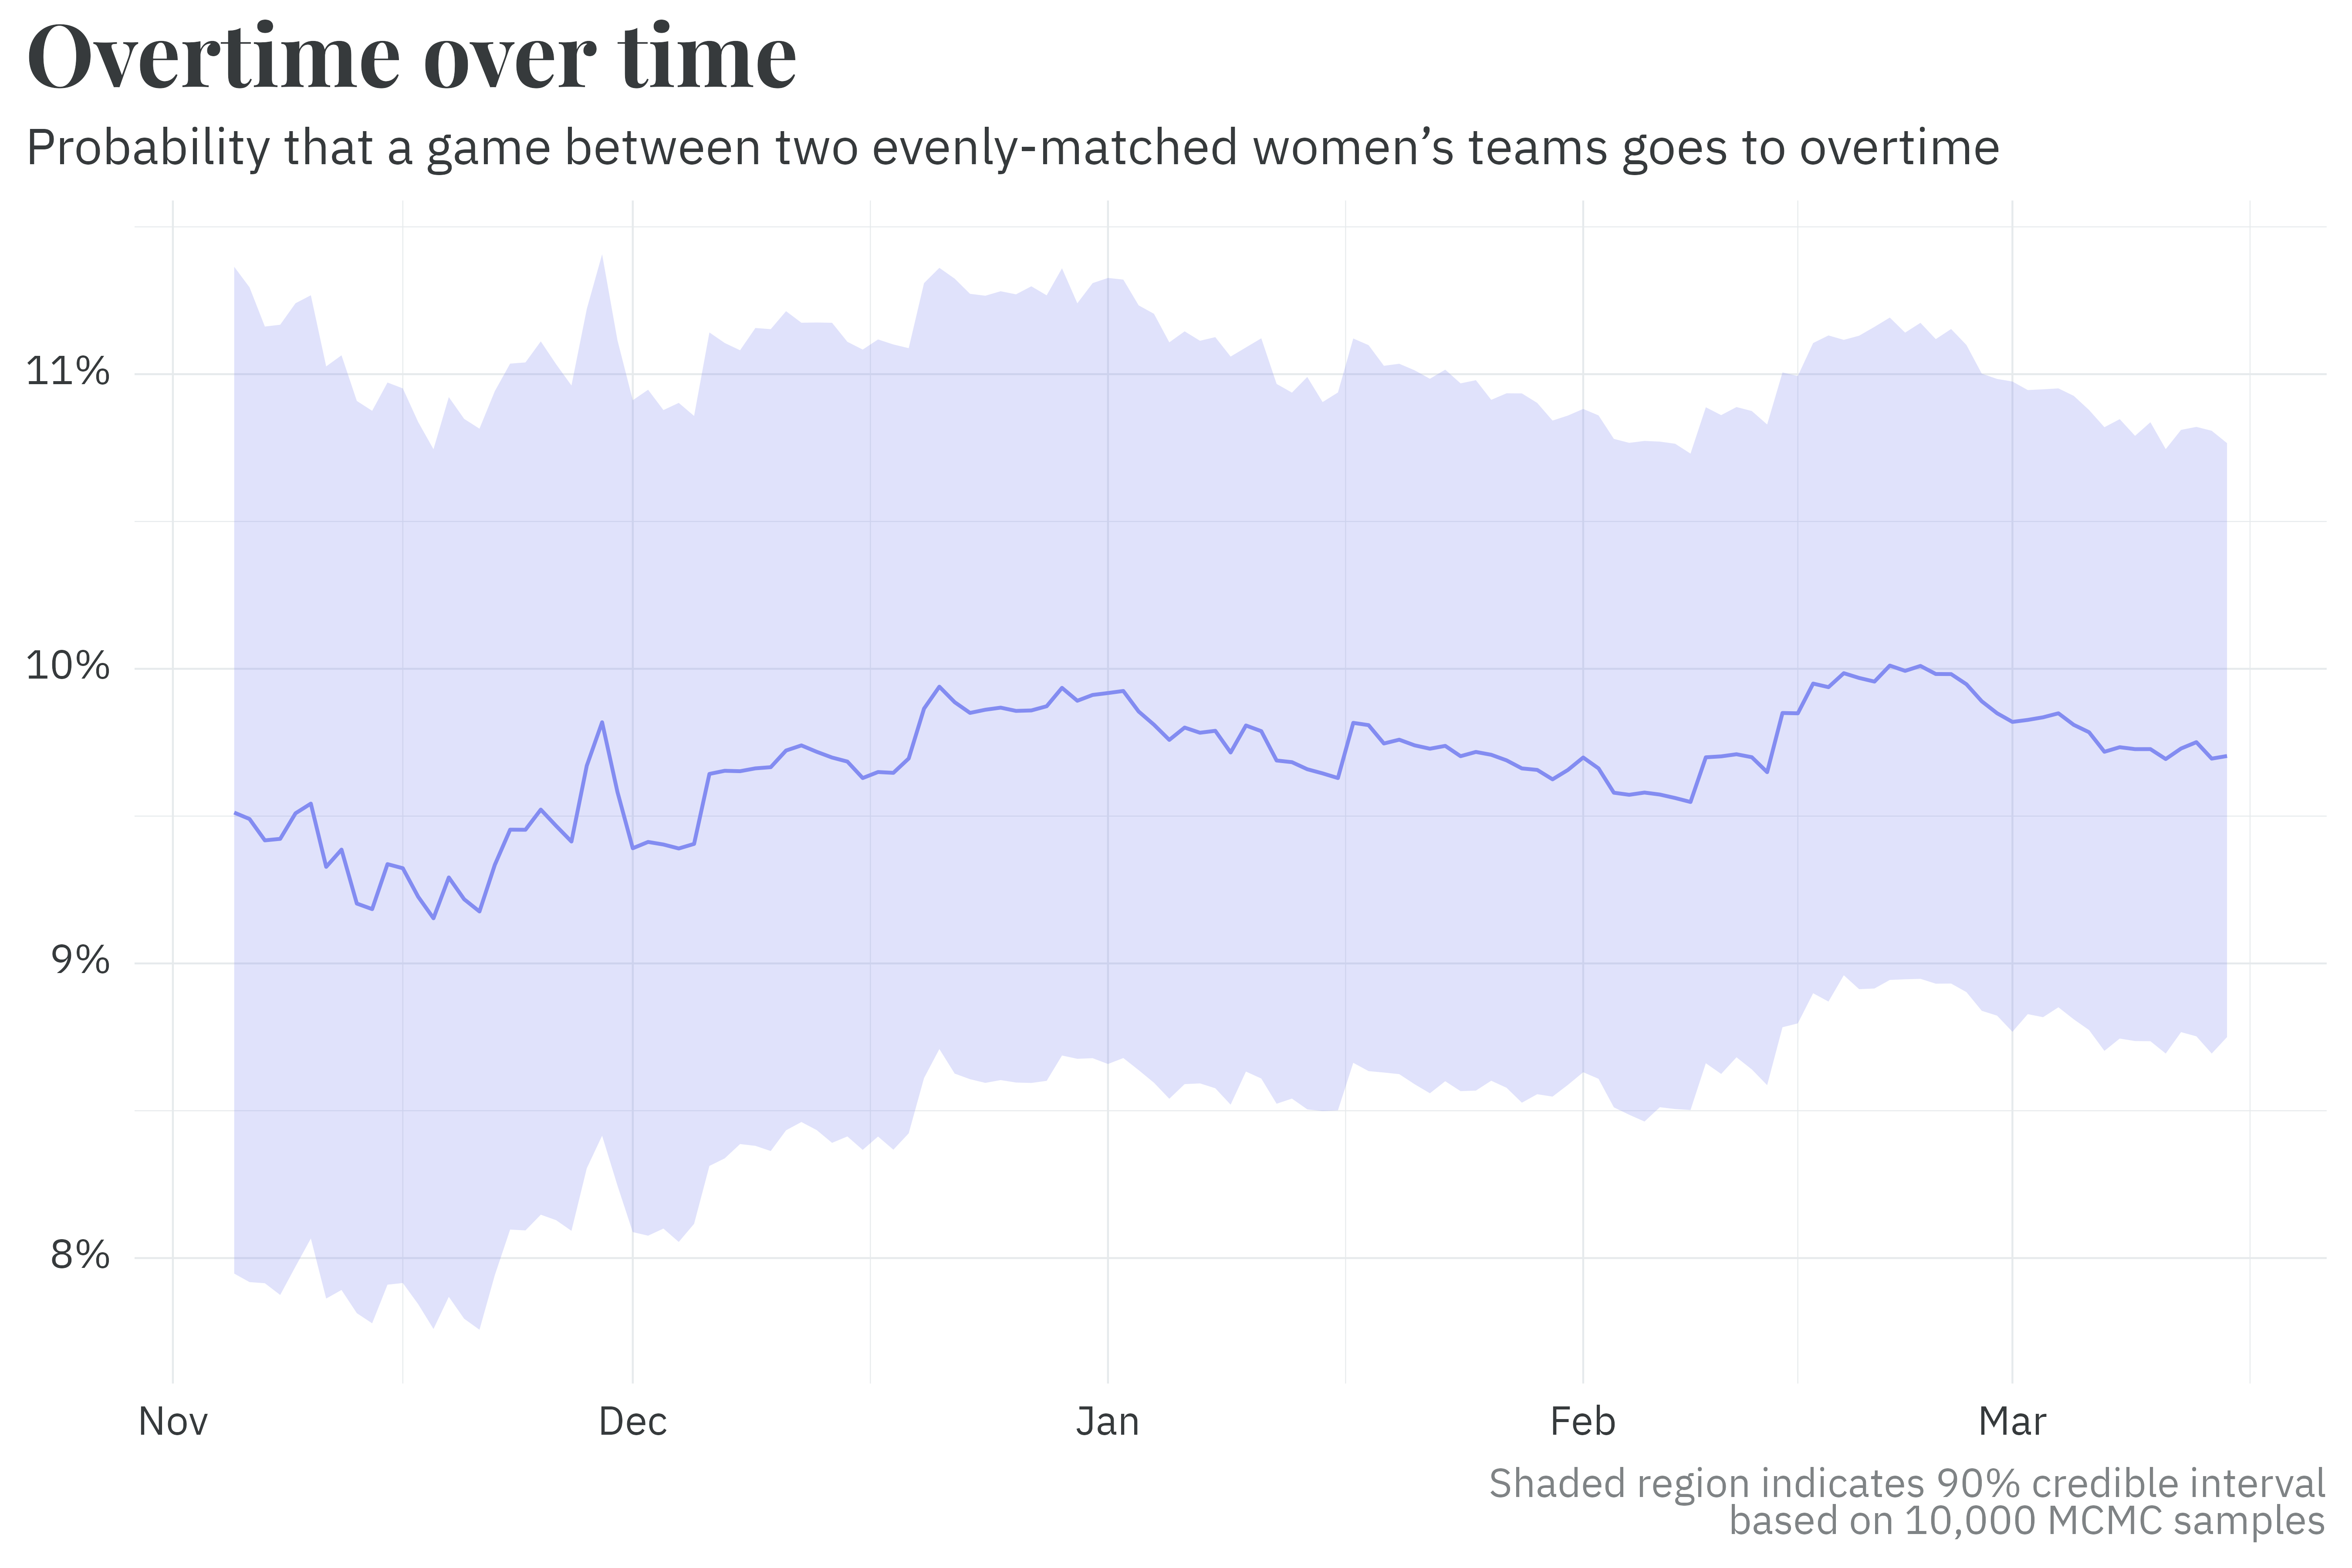 Overtime over time
Probability that a game between two evenly-matched women’s teams goes to overtime
11%
10%
9%
8%
Nov Dec Jan Feb Mar
Shaded region indicates 90% credible interval
based on 10,000 MCMC samples